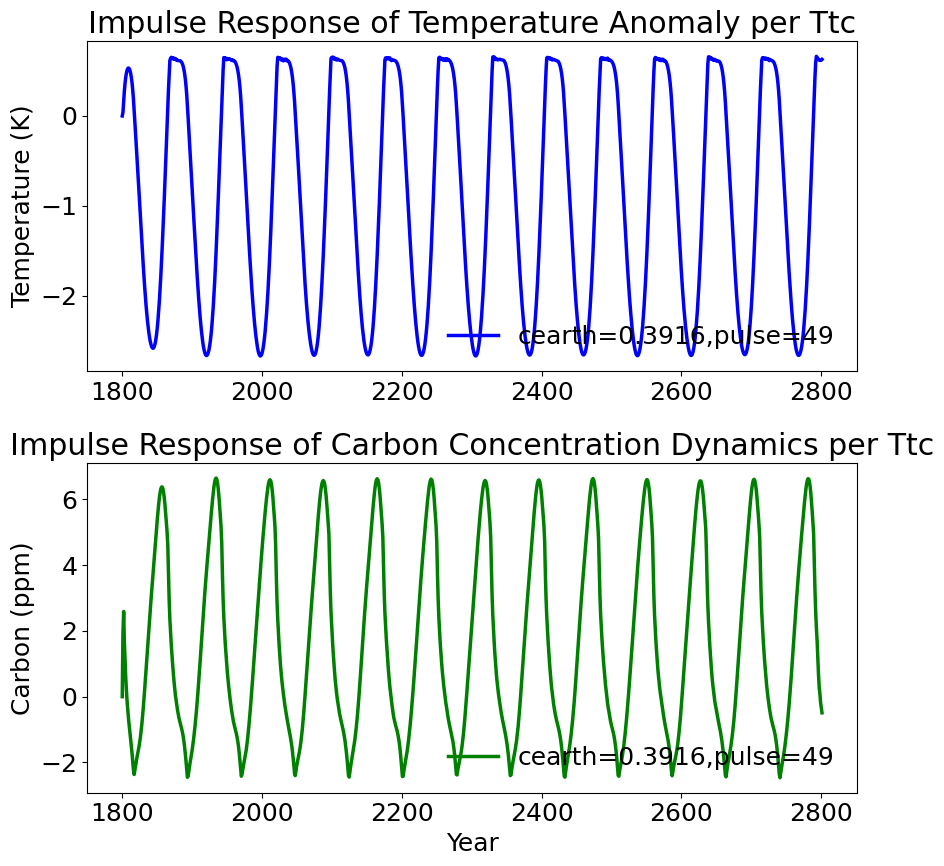 Impulse Response of Temperature Anomaly per Ttc
Temperature (K)
0
−1
−2
cearth=0.3916,pulse=49
1800 2000 2200 2400 2600 2800
Impulse Response of Carbon Concentration Dynamics per Ttc
Carbon (ppm)
6
4
2
0
−2
cearth=0.3916,pulse=49
1800 2000 2200 2400 2600 2800
Year